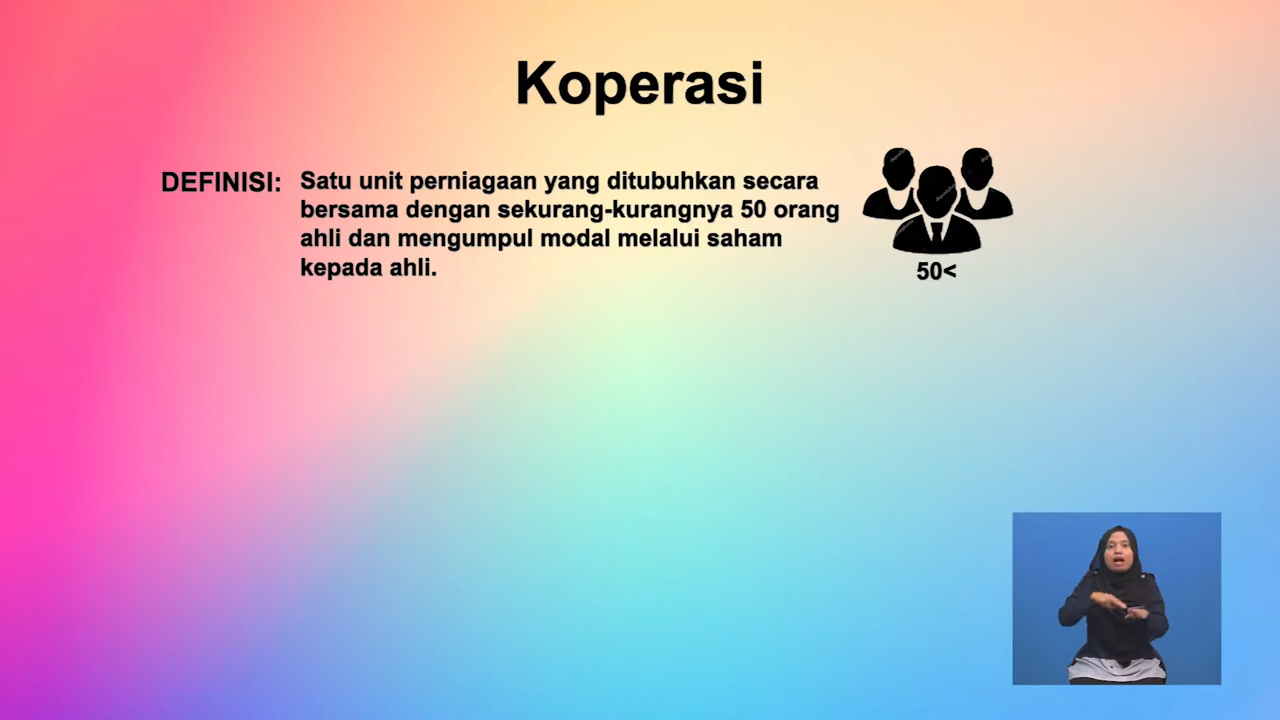 Koperasi
DEFINISI:
Satu unit perniagaan yang ditubuhkan secara
bersama dengan sekurang-kurangnya 50 orang
ahli dan mengumpul modal melalui saham
kepada ahli.
50<